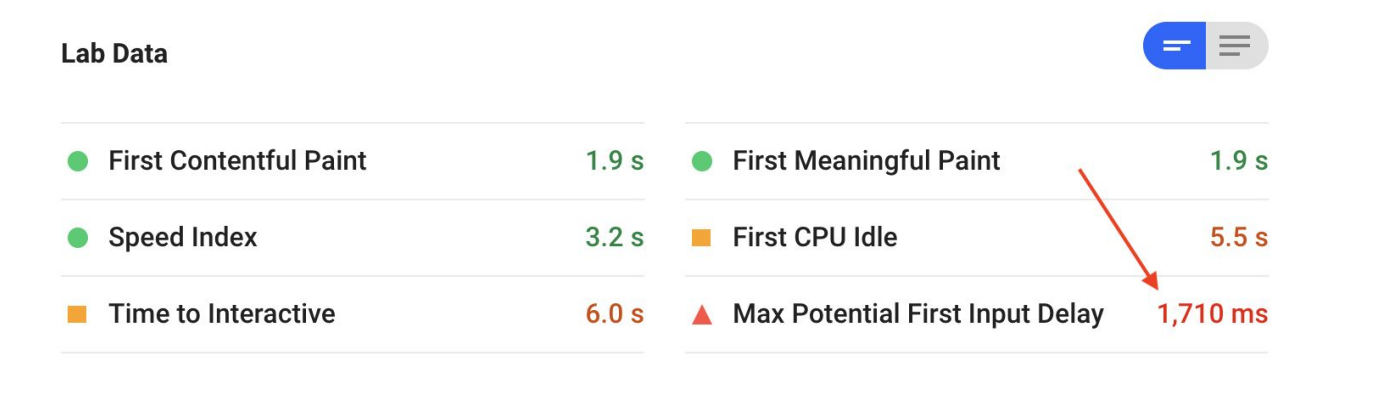 Lab Data
First Contentful Paint 1.9 s
First Meaningful Paint 1.9 s
Speed Index 3.2 s
First CPU Idle 5.5 s
Time to Interactive 6.0 s
Max Potential First Input Delay 1,710 ms